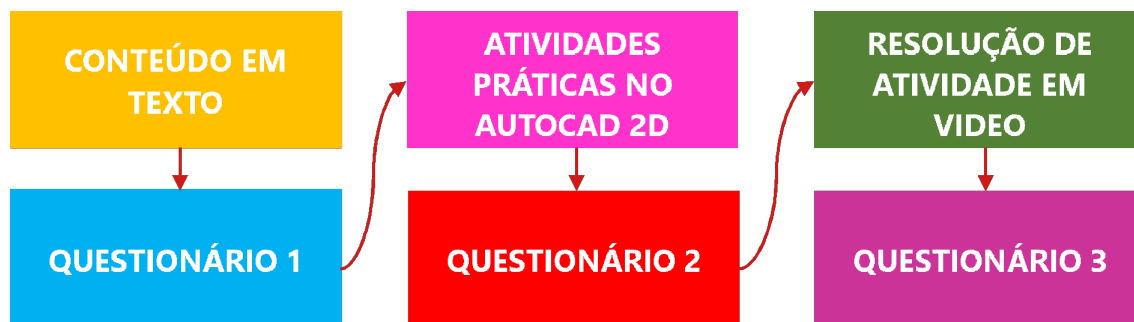 CONTEÚDO EM
TEXTO
QUESTIONÁRIO 1
ATIVIDADES
PRÁTICAS NO
AUTOCAD 2D
QUESTIONÁRIO 2
RESOLUÇÃO DE
ATIVIDADE EM
VIDEO
QUESTIONÁRIO 3